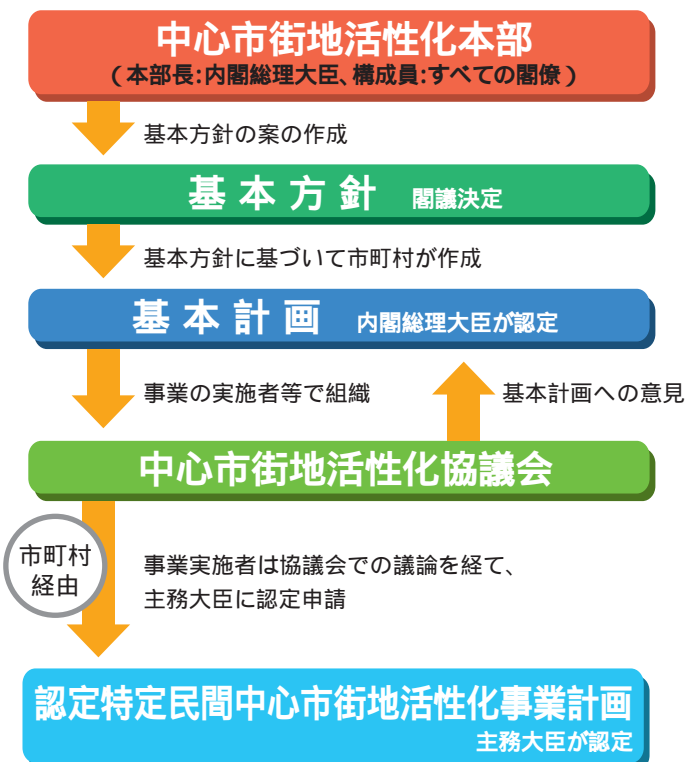 中心市街地活性化本部
（本部長:内閣総理大臣、構成員:すべての閣僚）
基本方針の案の作成
基本方針 閣議決定
基本方針に基づいて市町村が作成
基本計画 内閣総理大臣が認定
事業の実施者等で組織
基本計画への意見
中心市街地活性化協議会
市町村
経由
事業実施者は協議会での議論を経て、
主務大臣に認定申請
認定特定民間中心市街地活性化事業計画
主務大臣が認定